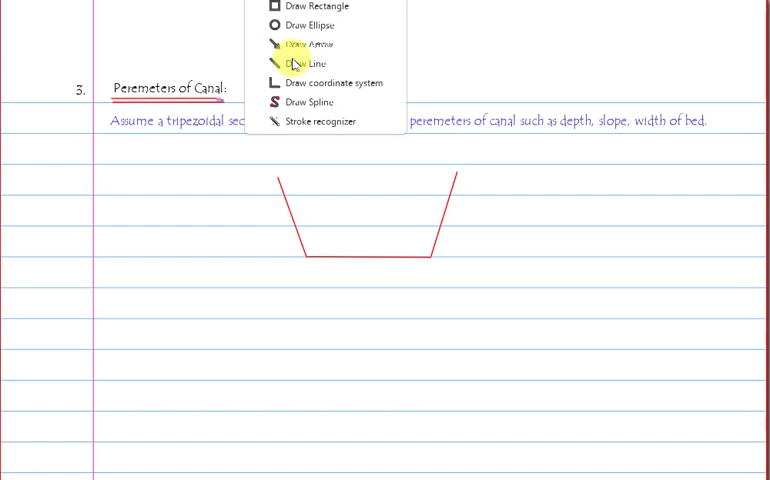 Draw Rectangle
Draw Ellipse
Draw Arrow
Draw Line
Draw coordinate system
Draw Spline
Stroke recognizer
3. Peremeters of Canal:
Assume a tripezoidal sec peremeters of canal such as depth, slope, width of bed.